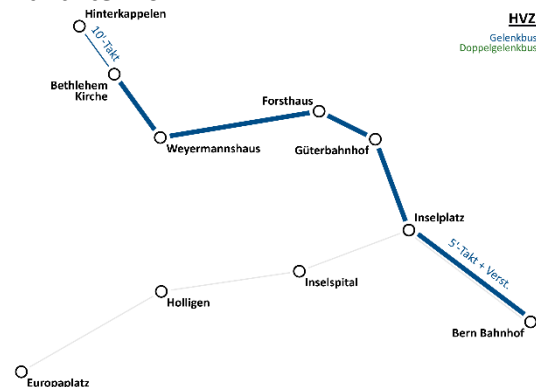 Hinterkappelen
HVZ
10'-Takt
Gelenkbus
Doppelgelenkbus
Bethlehem
Kirche
Forsthaus
Weyermannshaus
Güterbahnhof
Inselplatz
5'-Takt + Verst.
Inselspital
Holligen
Bern Bahnhof
Europaplatz